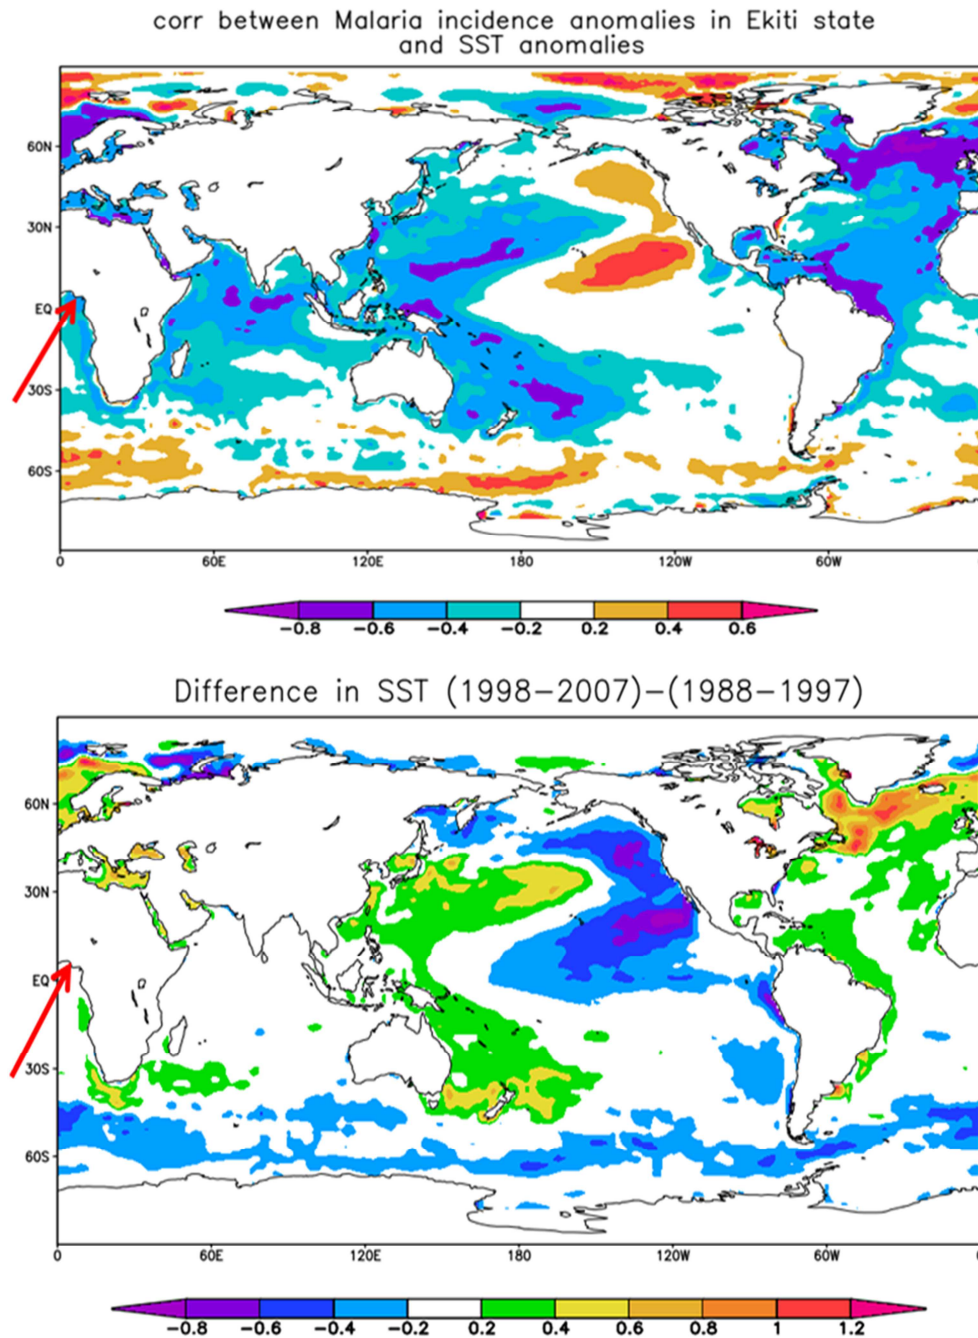 corr between Malaria incidence anomalies in Ekiti state
and SST anomalies
60N
30N
EQ
30S
60S
0 60E 120E 180 120W 60W
−0.8 −0.6 −0.4 −0.2 0.2 0.4 0.6
Difference in SST (1998−2007)−(1988−1997)
60N
30N
EQ
30S
60S
0 60E 120E 180 120W 60W
−0.8 −0.6 −0.4 −0.2 0.2 0.4 0.6 0.8 1 1.2